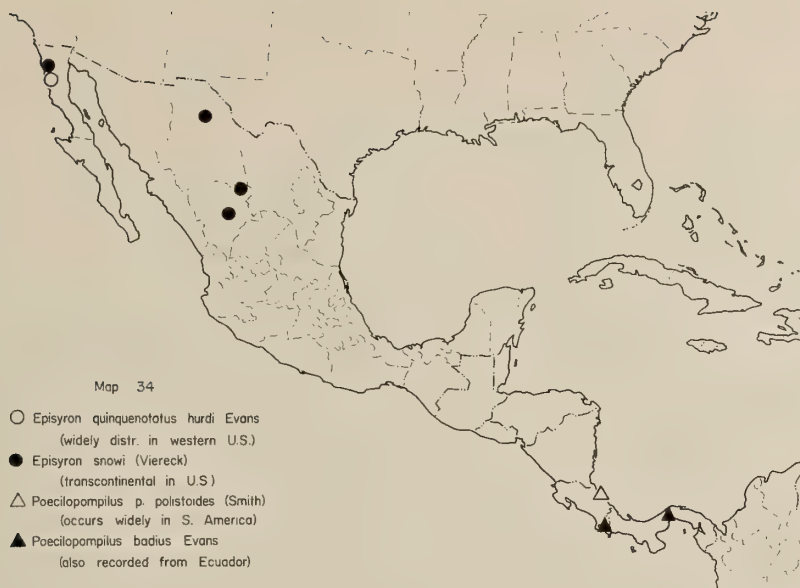 Map 34
Episyron quinquenotatus hurdi Evans
(widely distr. in western U.S.)
Episyron snowi (Viereck)
(transcontinental in U.S)
Poecilopompilus p. polistoides (Smith)
(occurs widely in S. America)
Poecilopompilus badius Evans
(also recorded from Ecuador)